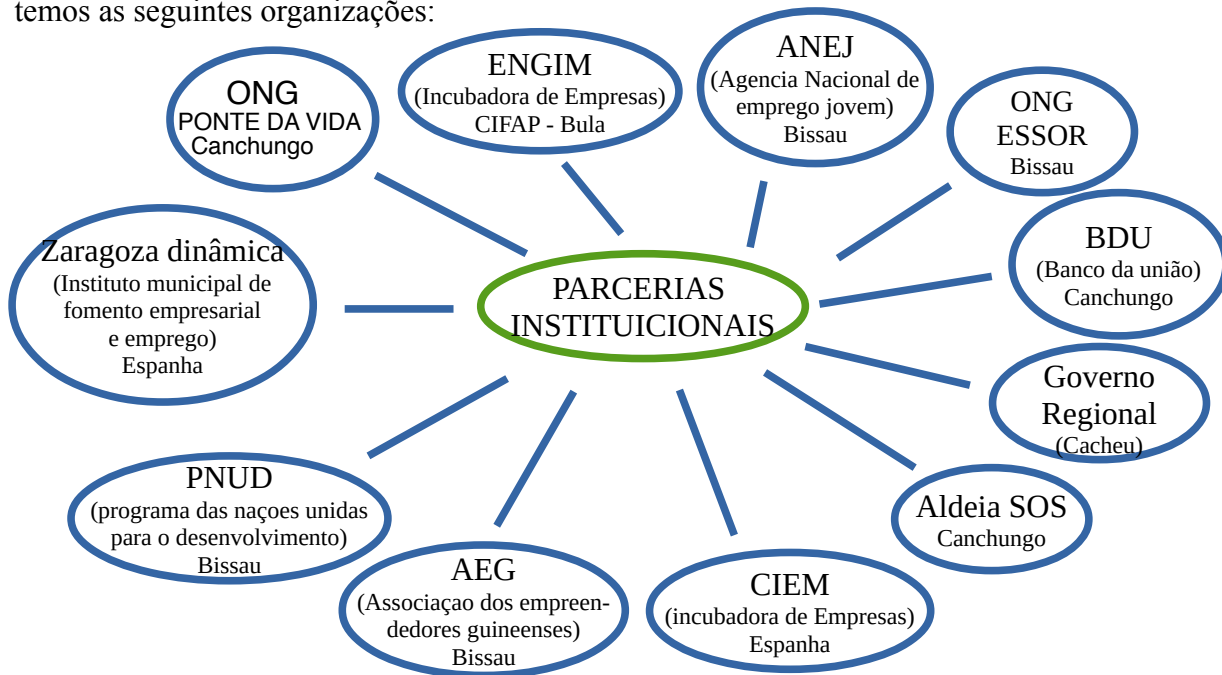 temos as seguintes organizações:
ONG
PONTE DA VIDA
Canchungo
ENGIM
(Incubadora de Empresas)
CIFAP - Bula
ANEJ
(Agencia Nacional de
emprego jovem)
Bissau
ONG
ESSOR
Bissau
Zaragoza dinâmica
(Instituto municipal de
fomento empresarial
e emprego)
Espanha
PARCERIAS
INSTITUICIONAIS
BDU
(Banco da união)
Canchungo
Governo
Regional
(Cacheu)
PNUD
(programa das naçoes unidas
para o desenvolvimento)
Bissau
AEG
(Associaçao dos empreen-
dedores guineenses)
Bissau
CIEM
(incubadora de Empresas)
Espanha
Aldeia SOS
Canchungo